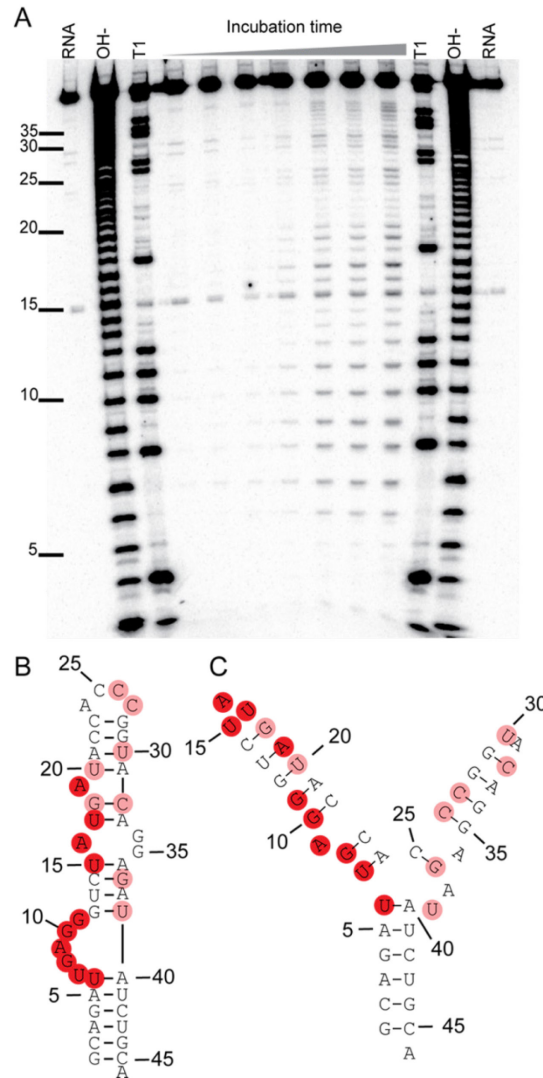 A
Incubation time
RNA
OH-
T1
T1
OH-
RNA
35
30
25
20
15
10
5
B
25
C C C
A
C G
C G
A U 30
20 U A
A
G C
U A
A G G 35
15 U A
C G
U A
G U
10 G
G
A
G
U
U A 40
5 A U
G C
A U
C G
G C
A 45
C
A U
15 U G
C A
U U 20
G A
G C
10 G C
A C
G A
U
U A 40
5 A U
G C
A U
C G
G C 45
A
30
U A
C G
G A
C G
C G 35
25 G A
C A
U